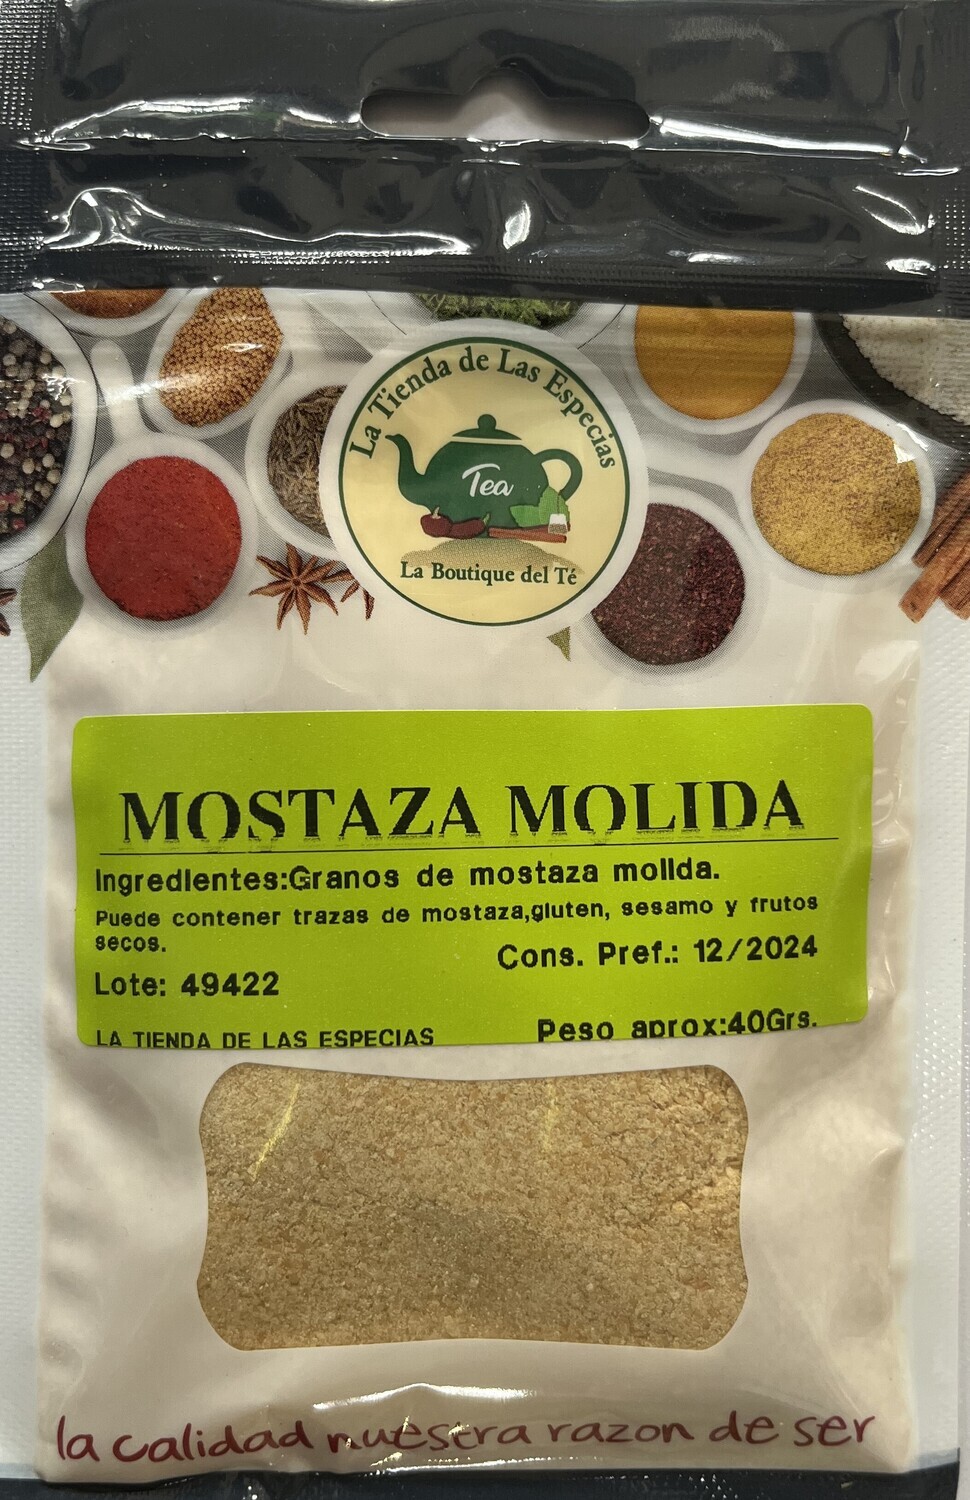 La Tienda de Las Especias
Tea
La Boutique del Té
MOSTAZA MOLIDA
Ingredientes:Granos de mostaza molida.
Puede contener trazas de mostaza,gluten, sesamo y frutos
secos.
Cons. Pref.: 12/2024
Lote: 49422
LA TIENDA DE LAS ESPECIAS
Peso aprox:40Grs.
la calidad nuestra razon de ser